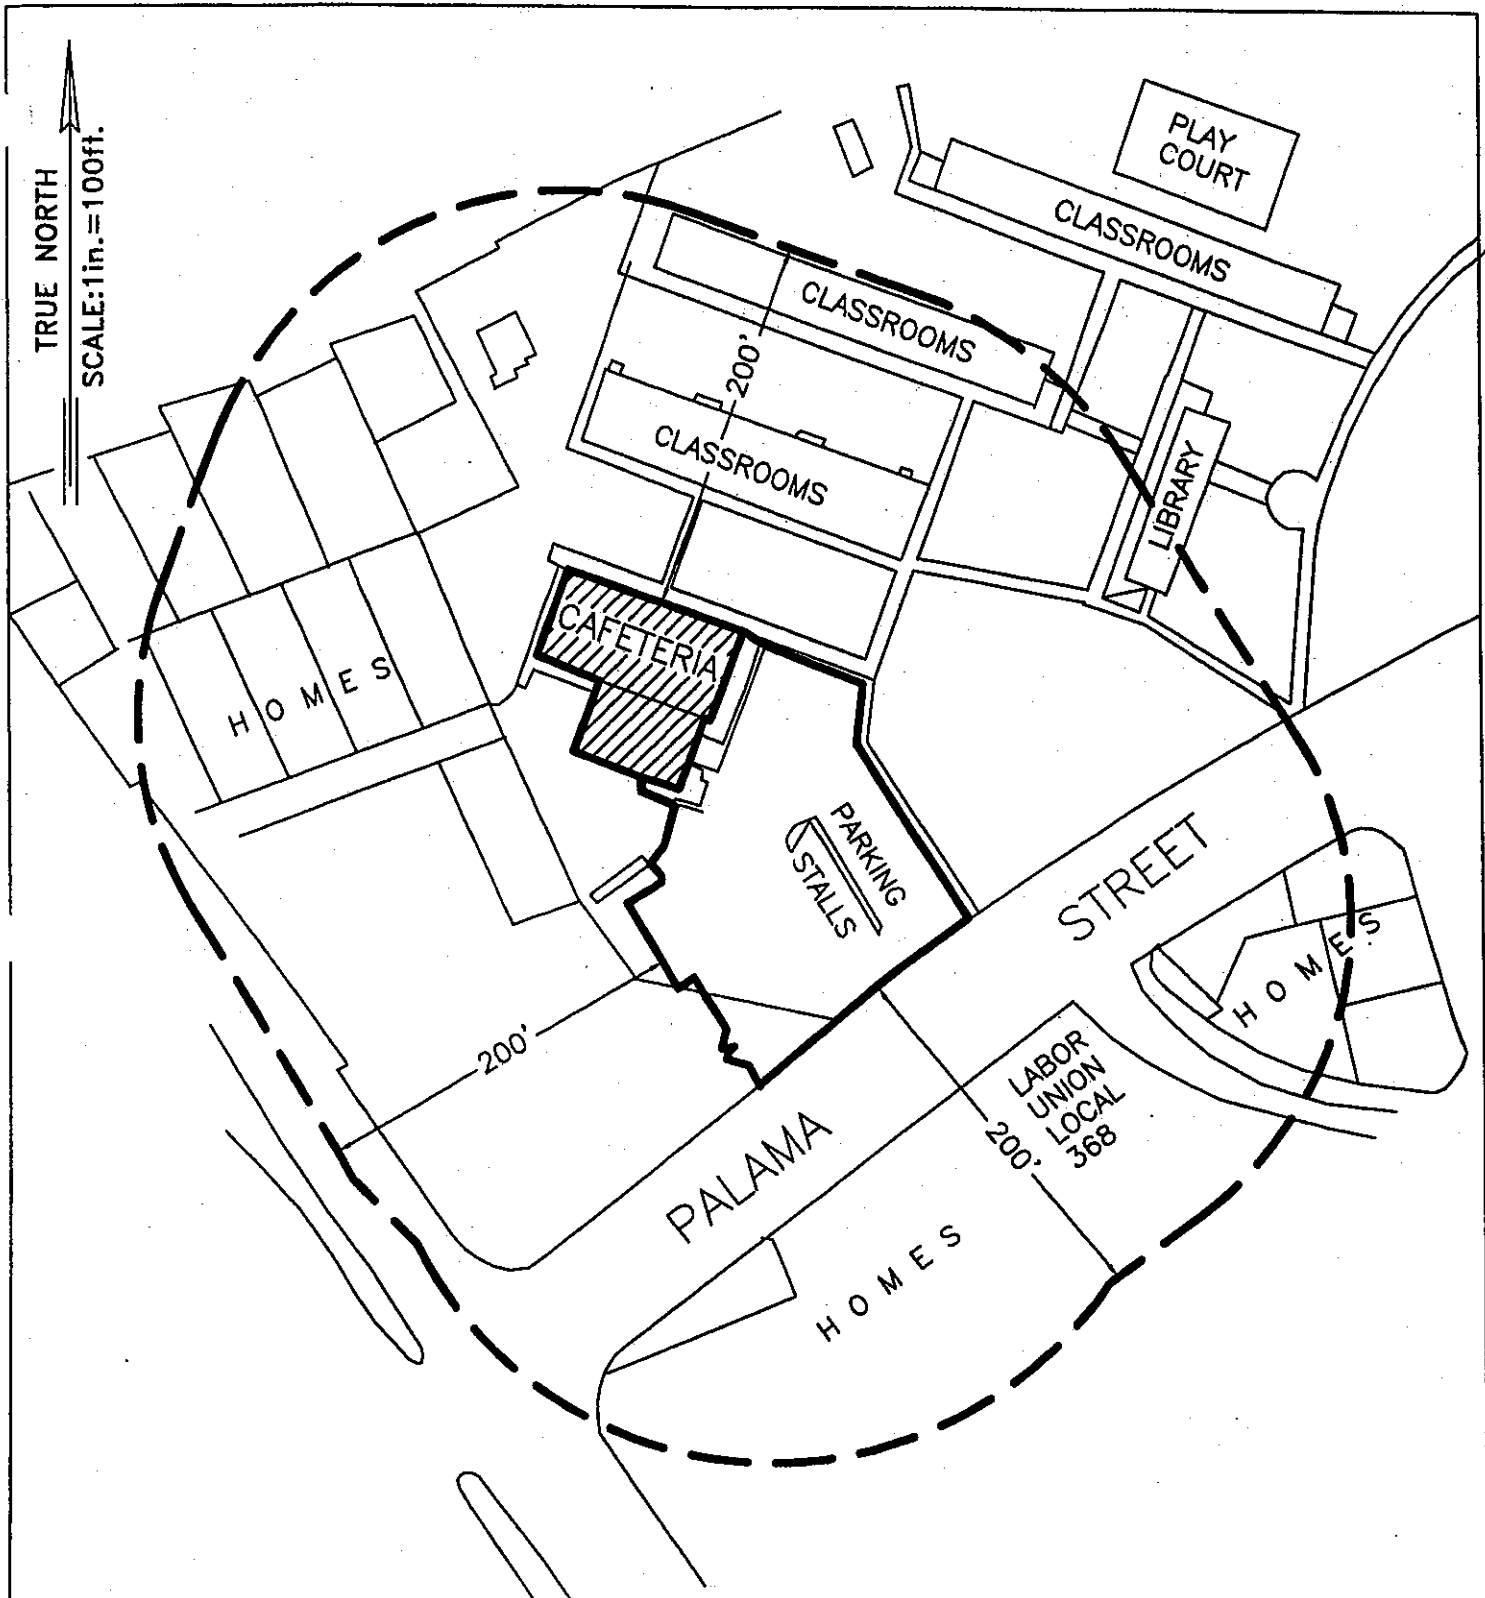 TRUE NORTH
SCALE:1in.=100ft.
PLAY
COURT
CLASSROOMS
CLASSROOMS
200'
CLASSROOMS
LIBRARY
CAFETERIA
HOMES
PARKING
STALLS
STREET
HOMES
200'
LABOR
UNION
LOCAL
368
200'
PALAMA
HOMES